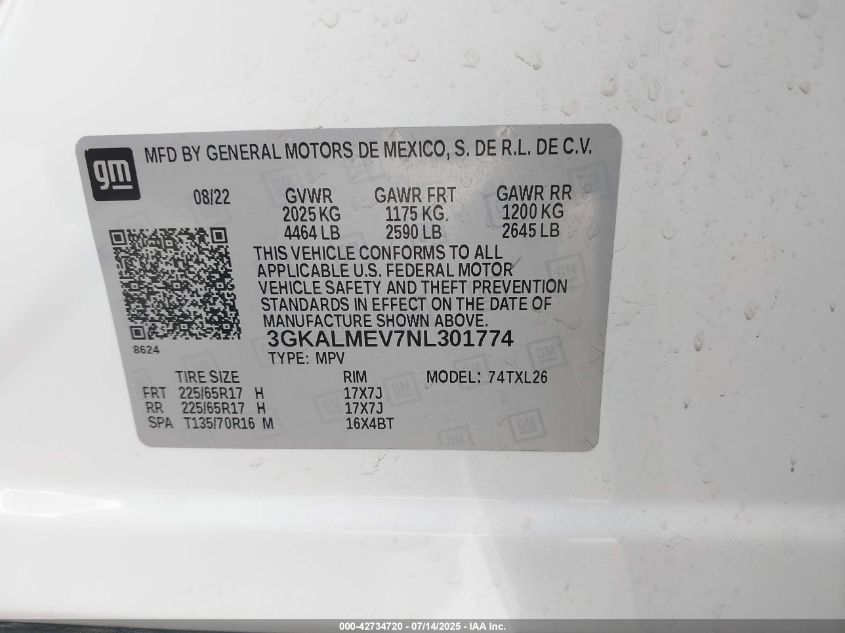 gm
MFD BY GENERAL MOTORS DE MEXICO, S. DE R.L. DE C.V.
08/22 GVWR GAWR FRT GAWR RR
2025 KG 1175 KG. 1200 KG
4464 LB 2590 LB 2645 LB
THIS VEHICLE CONFORMS TO ALL
APPLICABLE U.S. FEDERAL MOTOR
VEHICLE SAFETY AND THEFT PREVENTION
STANDARDS IN EFFECT ON THE DATE OF
MANUFACTURE SHOWN ABOVE.
8624
3GKALMEV7NL301774
TYPE: MPV
TIRE SIZE RIM MODEL: 74TXL26
FRT 225/65R17 H 17X7J
RR 225/65R17 H 17X7J
SPA T135/70R16 M 16X4BT
000-42734720 - 07/14/2025 - IAA Inc.